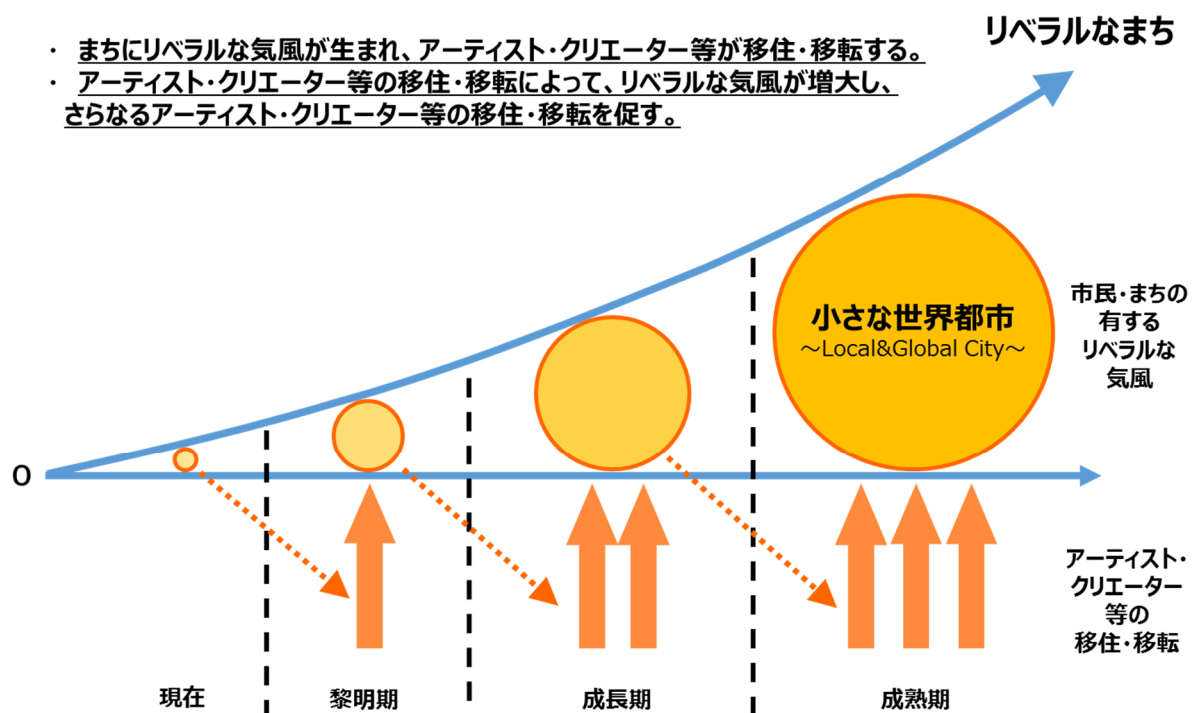 リベラルなまち
・ まちにリベラルな気風が生まれ、アーティスト・クリエーター等が移住・移転する。
・ アーティスト・クリエーター等の移住・移転によって、リベラルな気風が増大し、
さらなるアーティスト・クリエーター等の移住・移転を促す。
小さな世界都市
～Local&Global City～
市民・まちの
有する
リベラルな
気風
0
アーティスト・
クリエーター
等の
移住・移転
現在
黎明期
成長期
成熟期